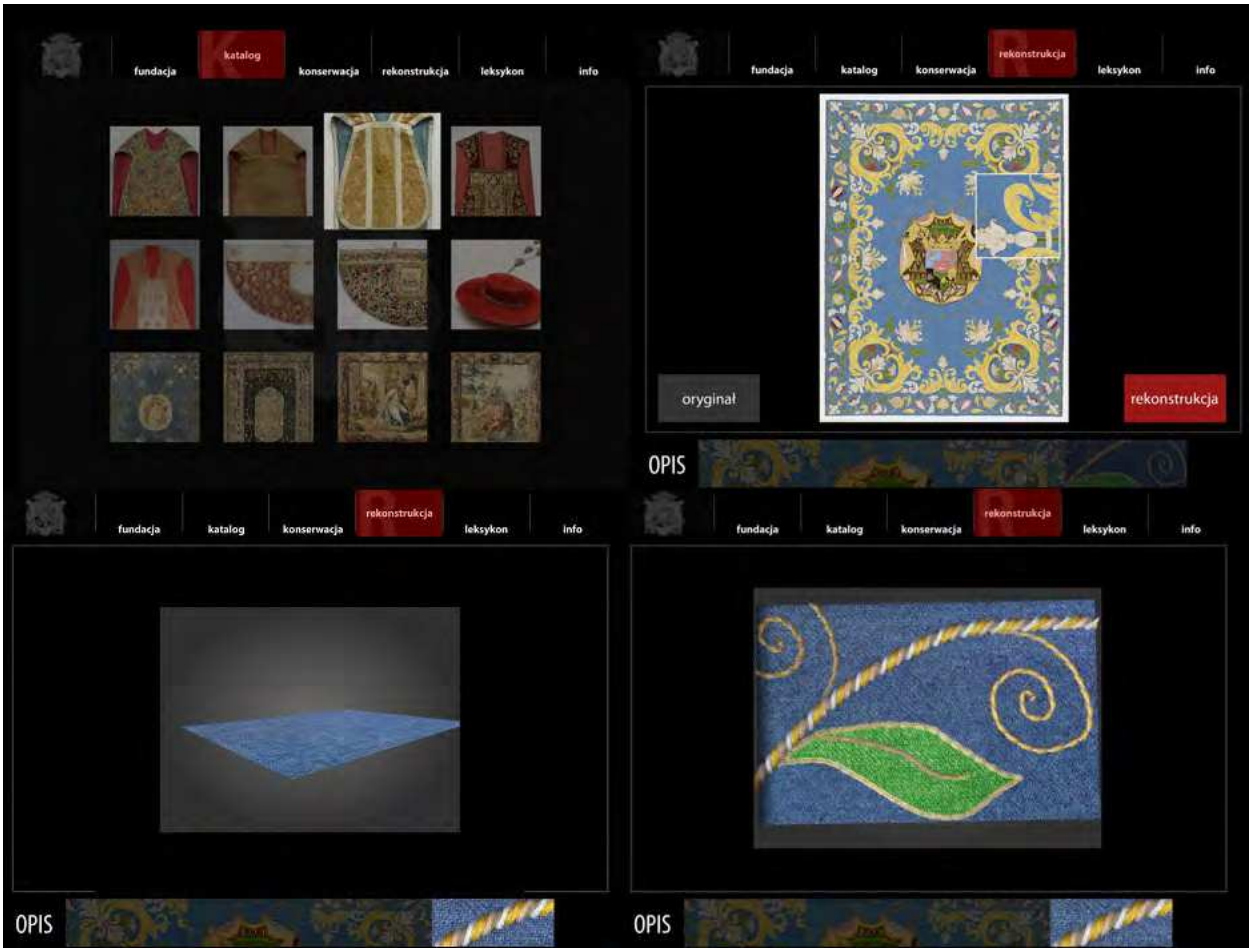 katalog
fundacja konserwacja rekonstrukcja leksykon info
rekonstrukcja
fundacja katalog konserwacja leksykon info
oryginał
rekonstrukcja
OPIS
rekonstrukcja
fundacja katalog konserwacja leksykon info
OPIS
rekonstrukcja
fundacja katalog konserwacja leksykon info
OPIS